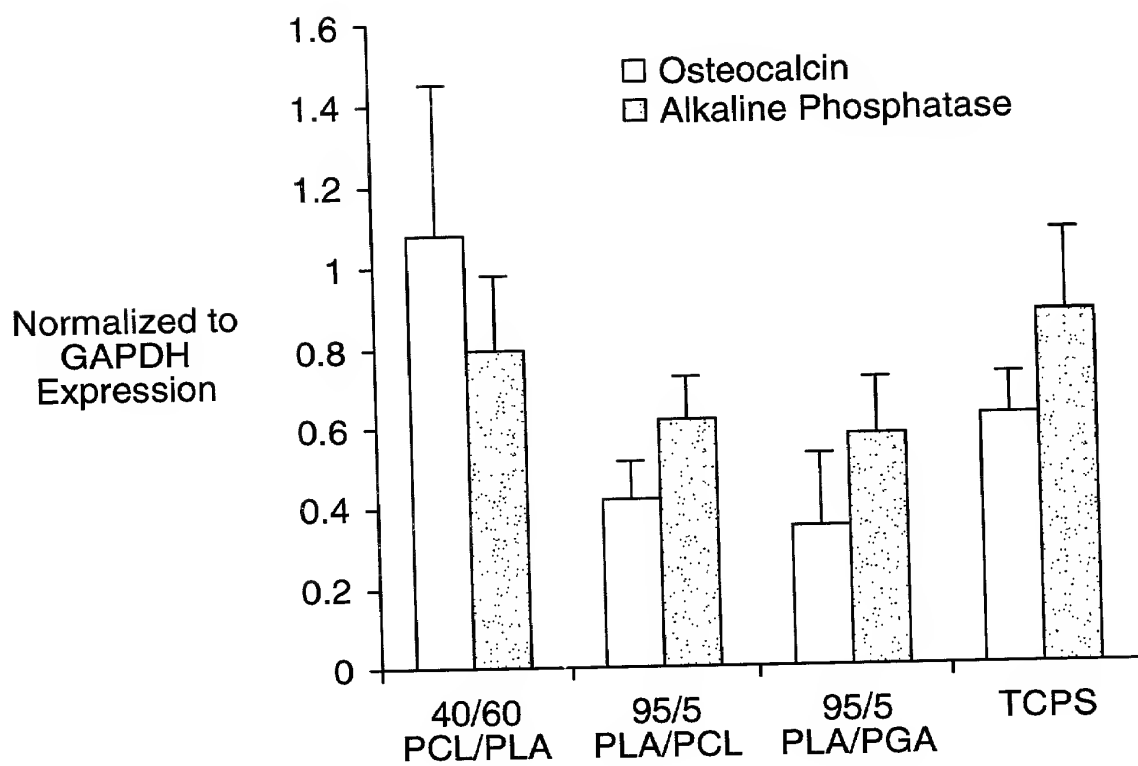 1.6
1.4
1.2
1
0.8
0.6
0.4
0.2
0
Normalized to
GAPDH
Expression
Osteocalcin
Alkaline Phosphatase
40/60
PCL/PLA
95/5
PLA/PCL
95/5
PLA/PGA
TCPS